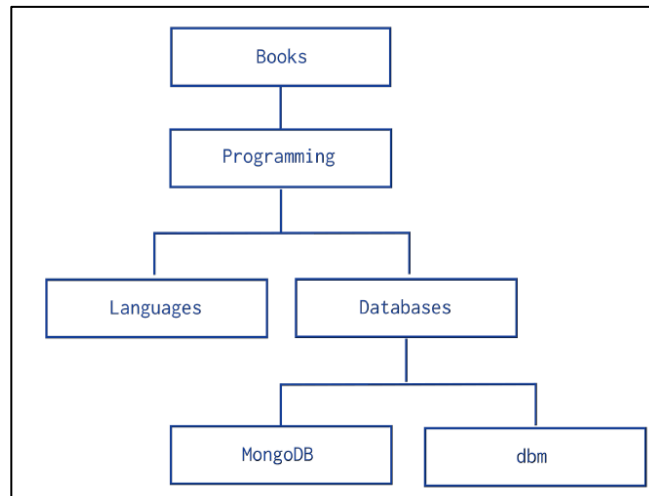 Books
Programming
Languages
Databases
MongoDB
dbm